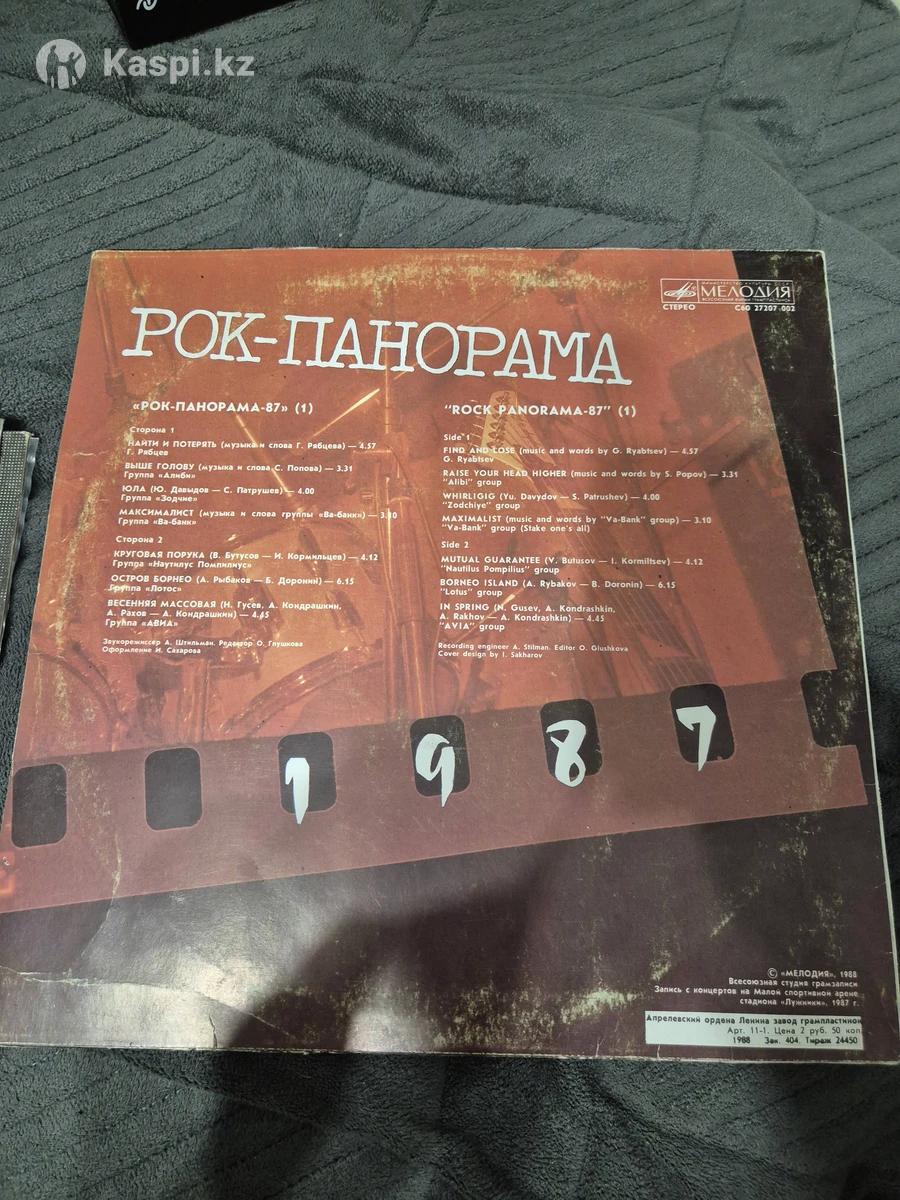 Kaspi.kz
МИНИСТЕРСТВО КУЛЬТУРЫ СССР
МЕЛОДИЯ
ВСЕСОЮЗНАЯ ФИРМА ГРАМПЛАСТИНОК
СТЕРЕО
С60 27207 002
РОК-ПАНОРАМА
«РОК-ПАНОРАМА-87» (1)
Сторона 1
НАЙТИ И ПОТЕРЯТЬ (музыка и слова Г. Рябцева) — 4.57
Г. Рябцев
ВЫШЕ ГОЛОВУ (музыка и слова С. Попова) — 3.31
Группа «Алиби»
ЮЛА (Ю. Давыдов — С. Патрушев) — 4.00
Группа «Зодчие»
МАКСИМАЛИСТ (музыка и слова группы «Ва-банк») — 3.10
Группа «Ва-банк»
Сторона 2
КРУГОВАЯ ПОРУКА (В. Бутусов — И. Кормильцев) — 4.12
Группа «Наутилус Помпилиус»
ОСТРОВ БОРНЕО (А. Рыбаков — Б. Доронин) — 6.15
Группа «Лотос»
ВЕСЕННЯЯ МАССОВАЯ (Н. Гусев, А. Кондрашкин,
А. Рахов — А. Кондрашкин) — 4.45
Группа «АВИА»
Звукорежиссер А. Штильман. Редактор О. Глушкова
Оформление И. Сахарова
"ROCK PANORAMA-87" (1)
Side 1
FIND AND LOSE (music and words by G. Ryabtsev) — 4.57
G. Ryabtsev
RAISE YOUR HEAD HIGHER (music and words by S. Popov) — 3.31
"Alibi" group
WHIRLIGIG (Yu. Davydov — S. Patrushev) — 4.00
"Zodchiye" group
MAXIMALIST (music and words by "Va-Bank" group) — 3.10
"Va-Bank" group (Stake one's all)
Side 2
MUTUAL GUARANTEE (V. Butusov — I. Kormiltsev) — 4.12
"Nautilus Pompilius" group
BORNEO ISLAND (A. Rybakov — B. Doronin) — 6.15
"Lotus" group
IN SPRING (N. Gusev, A. Kondrashkin,
A. Rakhov — A. Kondrashkin) — 4.45
"AVIA" group
Recording engineer A. Stilman. Editor O. Glushkova
Cover design by I. Sakharov
1987
© «МЕЛОДИЯ», 1988
Всесоюзная студия грамзаписи
Запись с концертов на Малой спортивной арене
стадиона «Лужники», 1987 г.
Апрелевский ордена Ленина завод грампластинок
Арт. 11-1. Цена 2 руб. 50 коп.
1988 Зак. 404. Тираж 24450